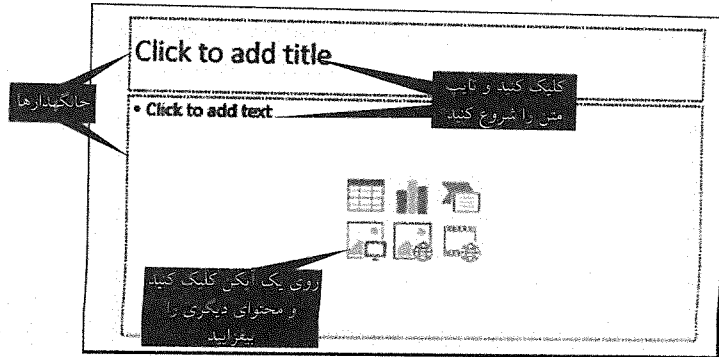 Click to add title
جانگهدارها
کلیک کنید و تایپ
متن را شروع کنید
• Click to add text
روی یک آیکن کلیک کنید
و محتوای دیگری را
بیفزایید